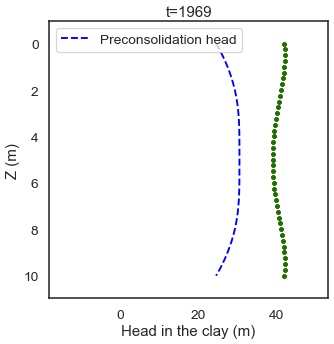 t=1969
Preconsolidation head
0
2
4
6
8
10
Z (m)
0
20
40
Head in the clay (m)